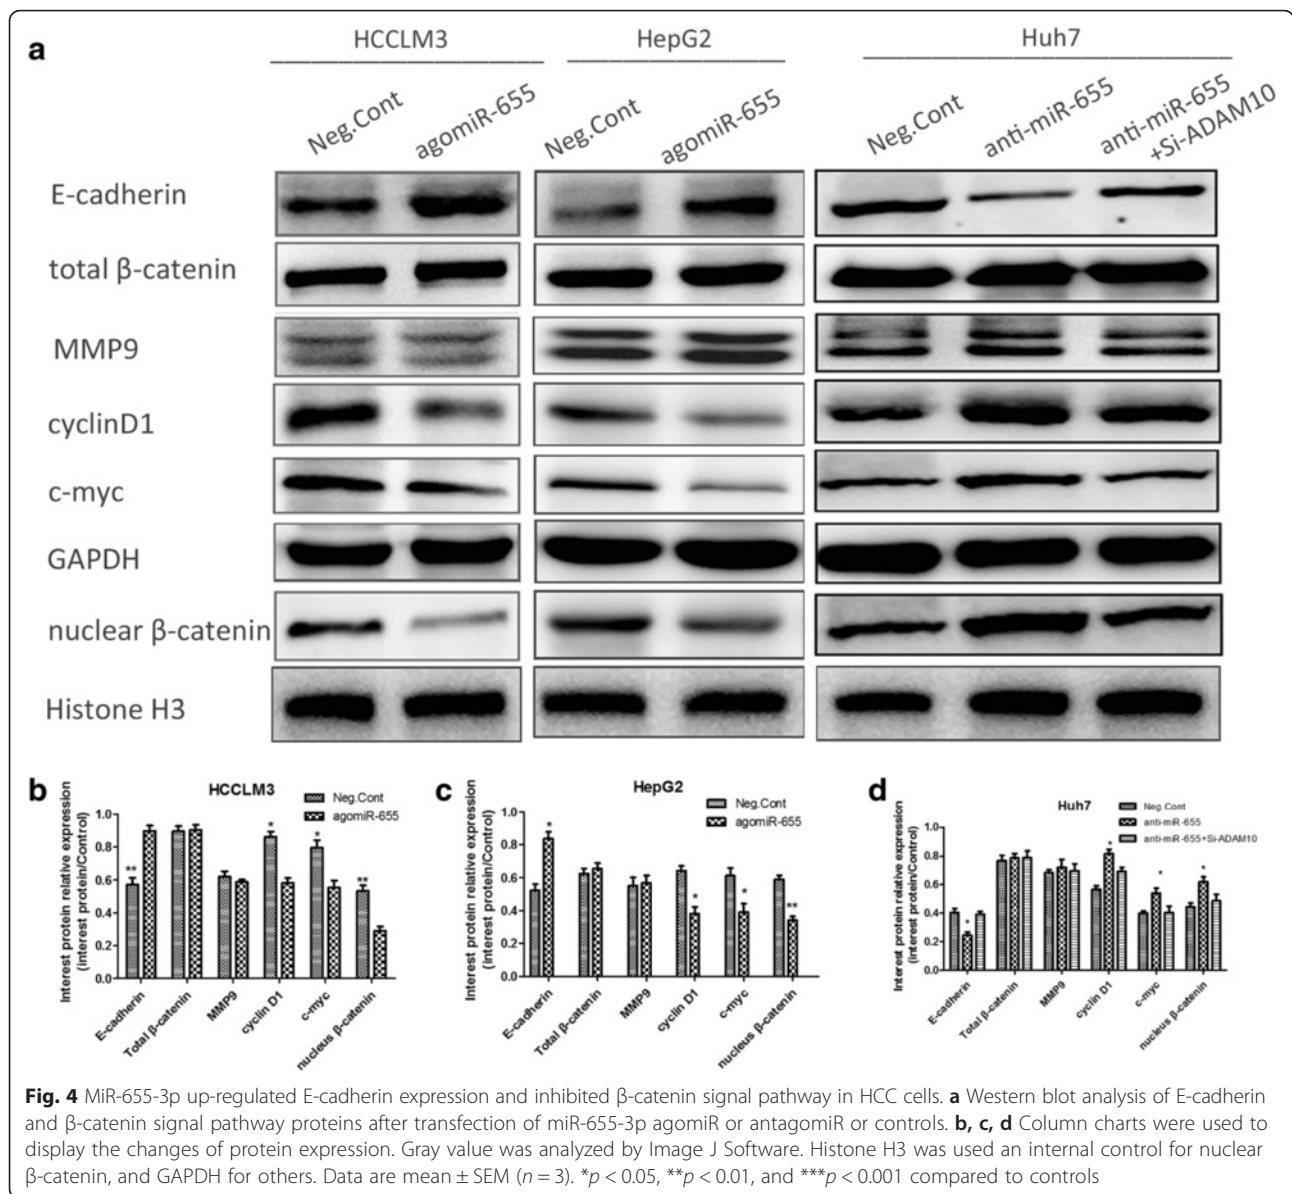 a
HCCLM3
HepG2
Huh7
Neg.Cont
agomiR-655
Neg.Cont
agomiR-655
Neg.Cont
anti-miR-655
anti-miR-655
+Si-ADAM10
E-cadherin
total β-catenin
MMP9
cyclinD1
c-myc
GAPDH
nuclear β-catenin
Histone H3
b
HCCLM3
Neg.Cont
agomiR-655
Interest protein relative expression
(interest protein/Control)
1.0
0.8
0.6
0.4
0.2
0.0
**
*
*
**
E-cadherin
Total β-catenin
MMP9
cyclin D1
c-myc
nucleus β-catenin
c
HepG2
Neg.Cont
agomiR-655
Interest protein relative expression
(Interest protein/Control)
1.0
0.8
0.6
0.4
0.2
0.0
*
*
*
**
E-cadherin
Total β-catenin
MMP9
cyclin D1
c-myc
nucleus β-catenin
d
Huh7
Neg.Cont
anti-miR-655
anti-miR-655+Si-ADAM10
Interest protein relative expression
(interest protein/Control)
1.0
0.8
0.6
0.4
0.2
0.0
*
*
*
*
E-cadherin
Total β-catenin
MMP9
cyclin D1
c-myc
nucleus β-catenin
Fig. 4 MiR-655-3p up-regulated E-cadherin expression and inhibited β-catenin signal pathway in HCC cells. a Western blot analysis of E-cadherin
and β-catenin signal pathway proteins after transfection of miR-655-3p agomiR or antagomiR or controls. b, c, d Column charts were used to
display the changes of protein expression. Gray value was analyzed by Image J Software. Histone H3 was used an internal control for nuclear
β-catenin, and GAPDH for others. Data are mean ± SEM (n = 3). *p < 0.05, **p < 0.01, and ***p < 0.001 compared to controls